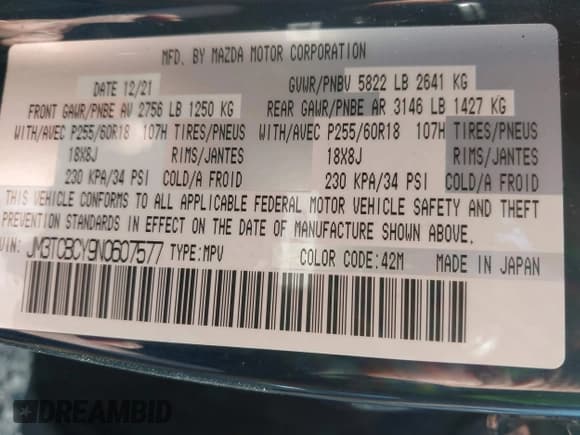 MFD. BY MAZDA MOTOR CORPORATION
DATE 12/21 GVWR/PNBV 5822 LB 2641 KG
FRONT GAWR/PNBE AV 2756 LB 1250 KG REAR GAWR/PNBE AR 3146 LB 1427 KG
WITH/AVEC P255/60R18 107H TIRES/PNEUS WITH/AVEC P255/60R18 107H TIRES/PNEUS
18X8J RIMS/JANTES 18X8J RIMS/JANTES
230 KPA/34 PSI COLD/A FROID 230 KPA/34 PSI COLD/A FROID
THIS VEHICLE CONFORMS TO ALL APPLICABLE FEDERAL MOTOR VEHICLE SAFETY AND THEFT
PREVENTION STANDARDS IN EFFECT ON THE DATE OF MANUFACTURE SHOWN ABOVE.
VIN: JM3TCBCY9N0607577 TYPE:MPV COLOR CODE:42M MADE IN JAPAN
DREAMBID